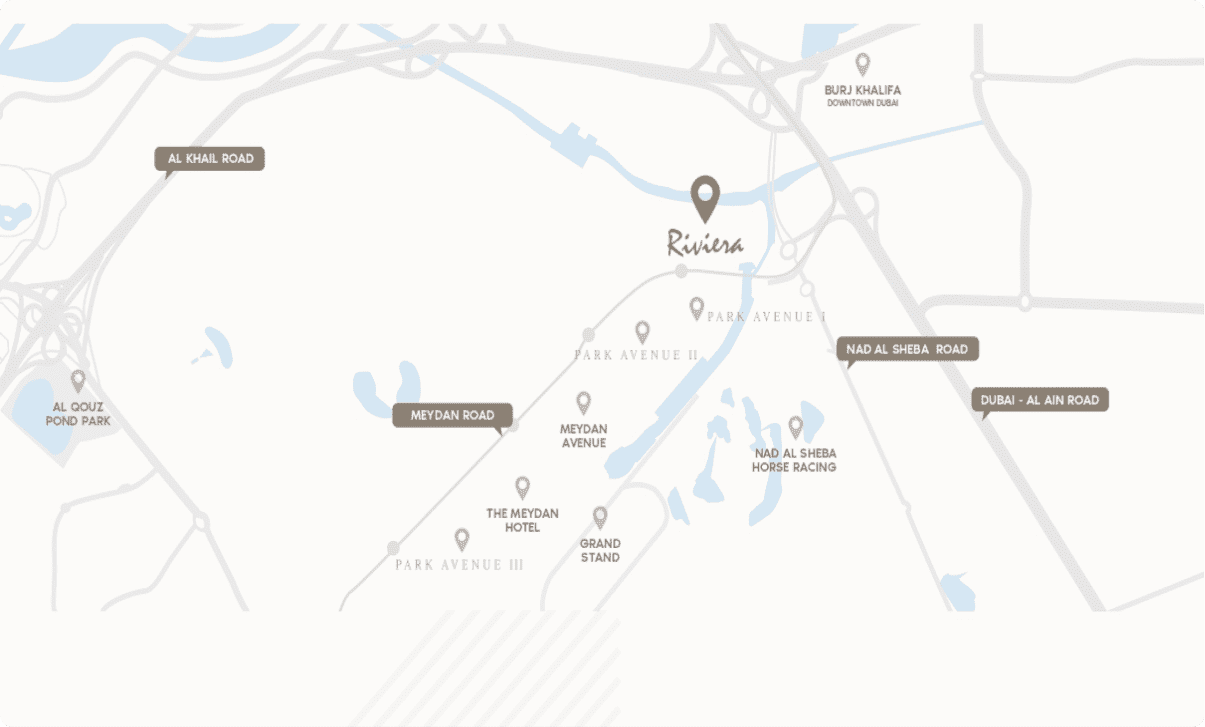 BURJ KHALIFA
DOWNTOWN DUBAI
AL KHAIL ROAD
Riviera
PARK AVENUE I
PARK AVENUE II
NAD AL SHEBA ROAD
DUBAI - AL AIN ROAD
AL QOUZ
POND PARK
MEYDAN ROAD
MEYDAN
AVENUE
NAD AL SHEBA
HORSE RACING
THE MEYDAN
HOTEL
GRAND
STAND
PARK AVENUE III